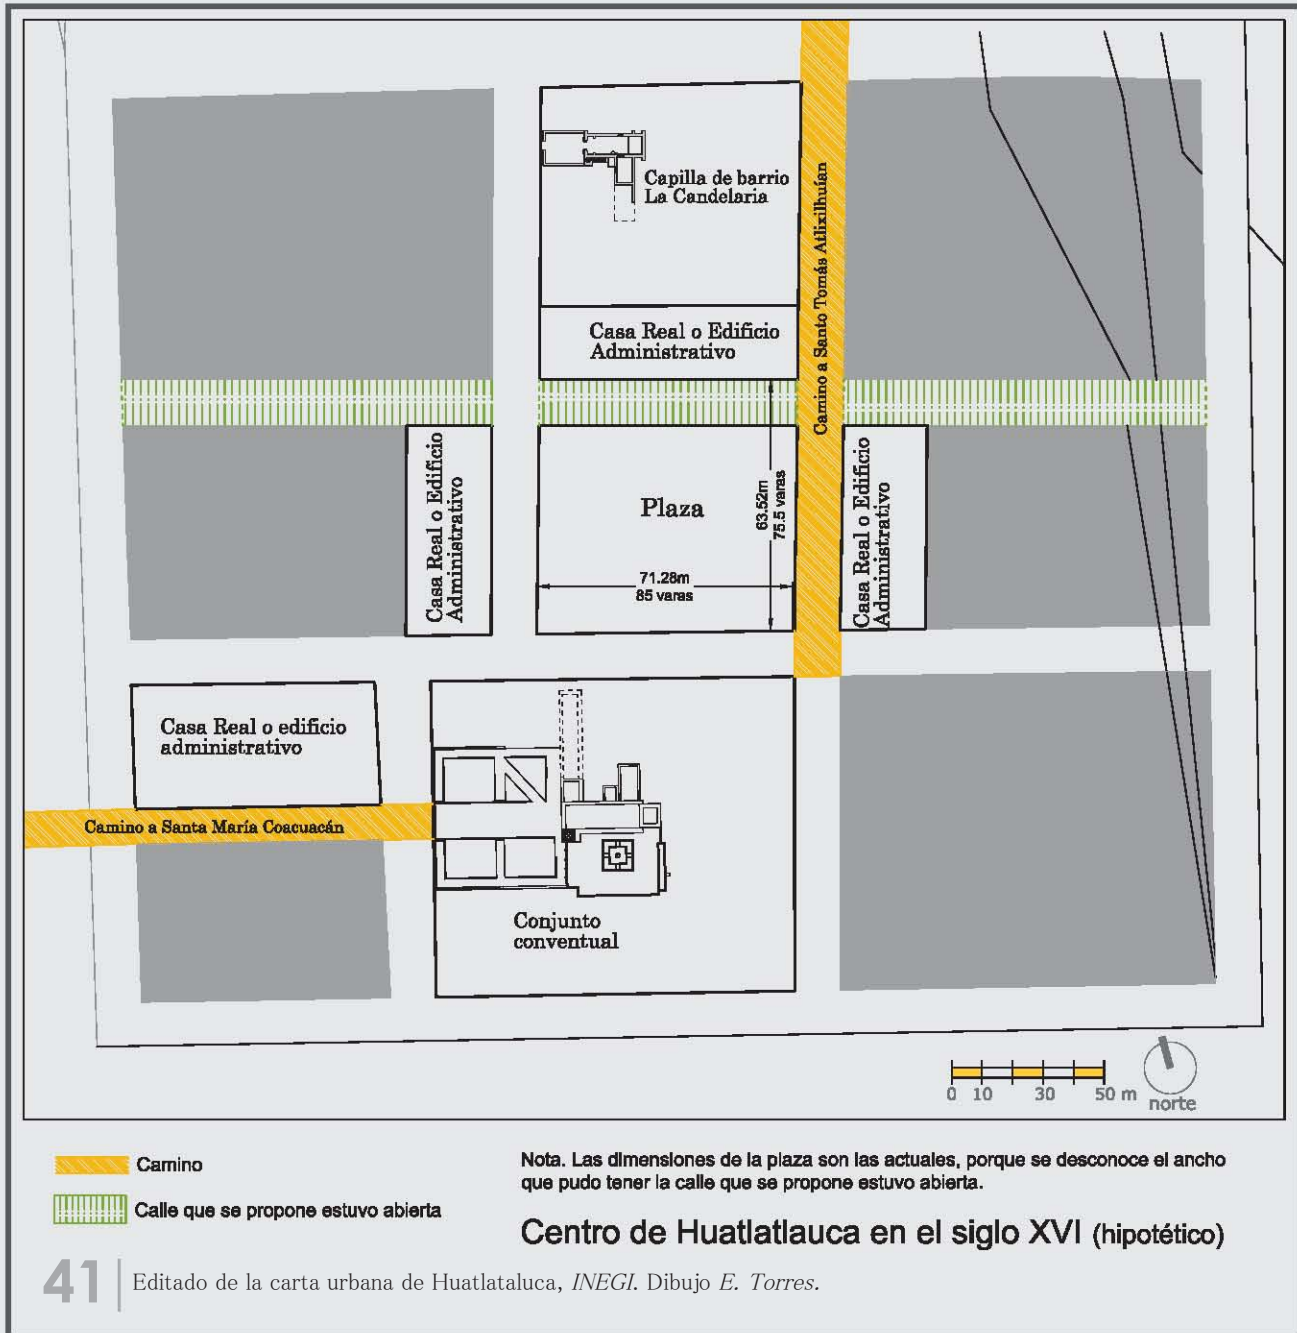 Capilla de barrio
La Candelaria
Camino a Santo Tomás Atlixilhuían
Casa Real o Edificio
Administrativo
Casa Real o Edificio
Administrativo
Plaza
63.52m
75.5 varas
71.28m
85 varas
Casa Real o Edificio
Administrativo
Casa Real o edificio
administrativo
Camino a Santa María Coacuacán
Conjunto
conventual
0 10 30 50 m
norte
Camino
Calle que se propone estuvo abierta
Nota. Las dimensiones de la plaza son las actuales, porque se desconoce el ancho
que pudo tener la calle que se propone estuvo abierta.
Centro de Huatlatlauca en el siglo XVI (hipotético)
41
Editado de la carta urbana de Huatlataluca, INEGI. Dibujo E. Torres.